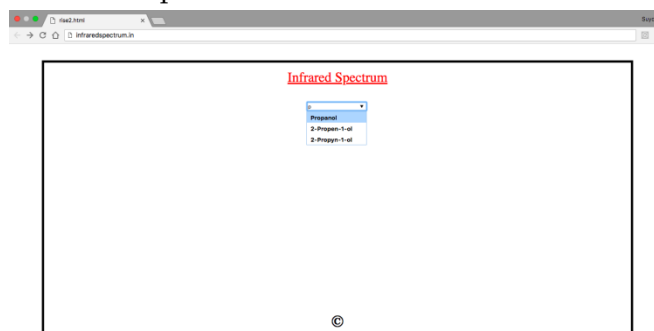 rise2.html
infraredspectrum.in
Infrared Spectrum
p
Propanol
2-Propen-1-ol
2-Propyn-1-ol
©